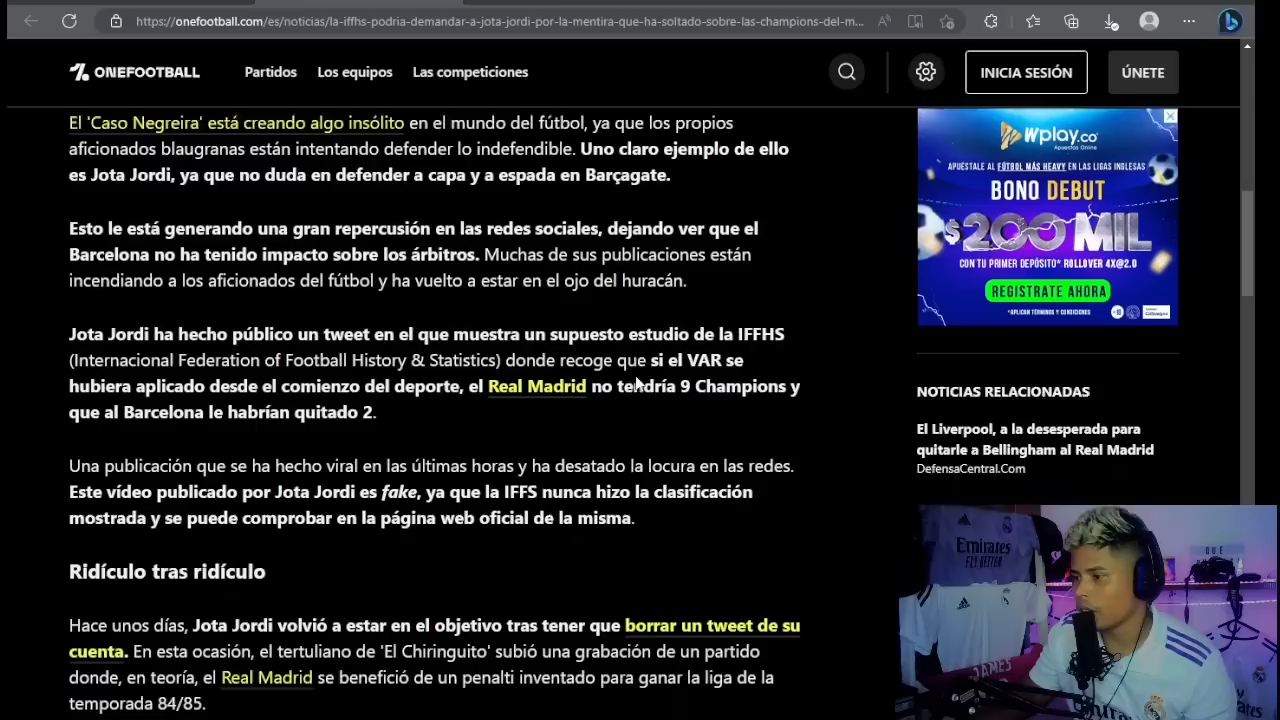 https://onefootball.com/es/noticias/la-iffhs-podria-demandar-a-jota-jordi-por-la-mentira-que-ha-soltado-sobre-las-champions-del-m...
ONEFOOTBALL
Partidos
Los equipos
Las competiciones
INICIA SESIÓN
ÚNETE
El 'Caso Negreira' está creando algo insólito en el mundo del fútbol, ya que los propios
aficionados blaugranas están intentando defender lo indefendible. Uno claro ejemplo de ello
es Jota Jordi, ya que no duda en defender a capa y a espada en Barçagate.
Esto le está generando una gran repercusión en las redes sociales, dejando ver que el
Barcelona no ha tenido impacto sobre los árbitros. Muchas de sus publicaciones están
incendiando a los aficionados del fútbol y ha vuelto a estar en el ojo del huracán.
Jota Jordi ha hecho público un tweet en el que muestra un supuesto estudio de la IFFHS
(Internacional Federation of Football History & Statistics) donde recoge que si el VAR se
hubiera aplicado desde el comienzo del deporte, el Real Madrid no tendría 9 Champions y
que al Barcelona le habrían quitado 2.
Una publicación que se ha hecho viral en las últimas horas y ha desatado la locura en las redes.
Este vídeo publicado por Jota Jordi es fake, ya que la IFFS nunca hizo la clasificación
mostrada y se puede comprobar en la página web oficial de la misma.
Ridículo tras ridículo
Hace unos días, Jota Jordi volvió a estar en el objetivo tras tener que borrar un tweet de su
cuenta. En esta ocasión, el tertuliano de 'El Chiringuito' subió una grabación de un partido
donde, en teoría, el Real Madrid se benefició de un penalti inventado para ganar la liga de la
temporada 84/85.
Wplay.co
Apuestas Online
APUÉSTALE AL FÚTBOL MÁS HEAVY EN LAS LIGAS INGLESAS
BONO DEBUT
$200 MIL
CON TU PRIMER DEPÓSITO* ROLLOVER 4X@2.0
REGISTRATE AHORA
*APLICAN TÉRMINOS Y CONDICIONES
NOTICIAS RELACIONADAS
El Liverpool, a la desesperada para
quitarle a Bellingham al Real Madrid
DefensaCentral.Com
Emirates
FLY BETTER